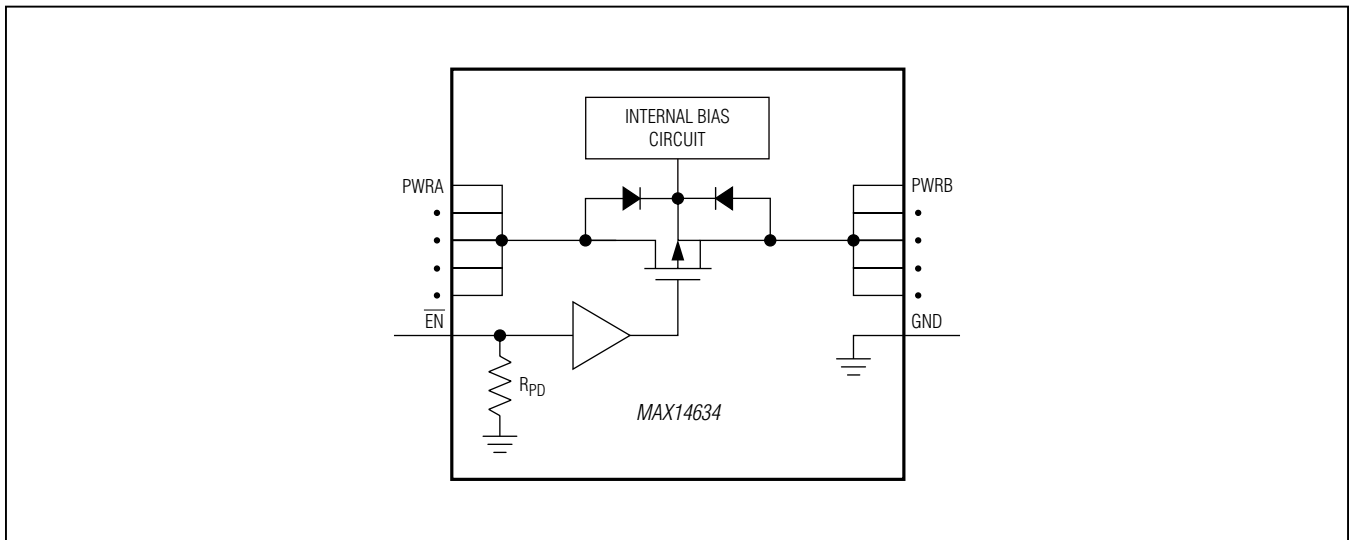 INTERNAL BIAS
CIRCUIT
PWRA
PWRB
EN
GND
RPD
MAX14634